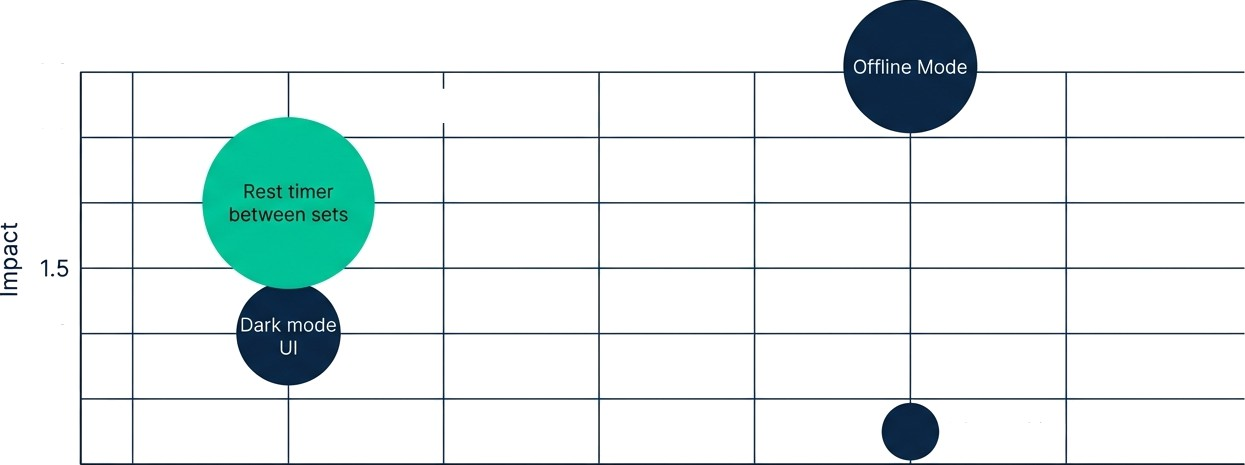 Offline Mode
Rest timer
between sets
Impact
1.5
Dark mode
UI